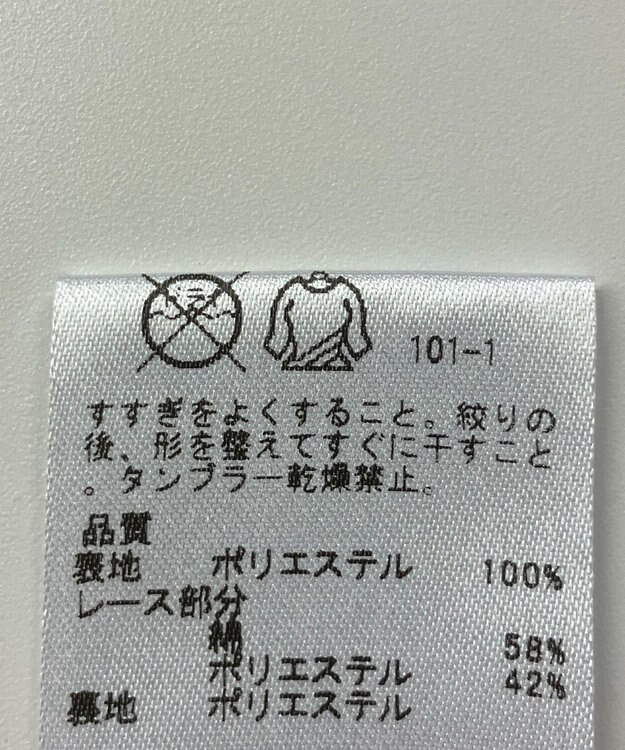 101-1
すすぎをよくすること。絞りの
後、形を整えてすぐに干すこと
。タンブラー乾燥禁止。
品質
裏地 ポリエステル 100%
レース部分
綿 58%
ポリエステル 42%
裏地 ポリエステル